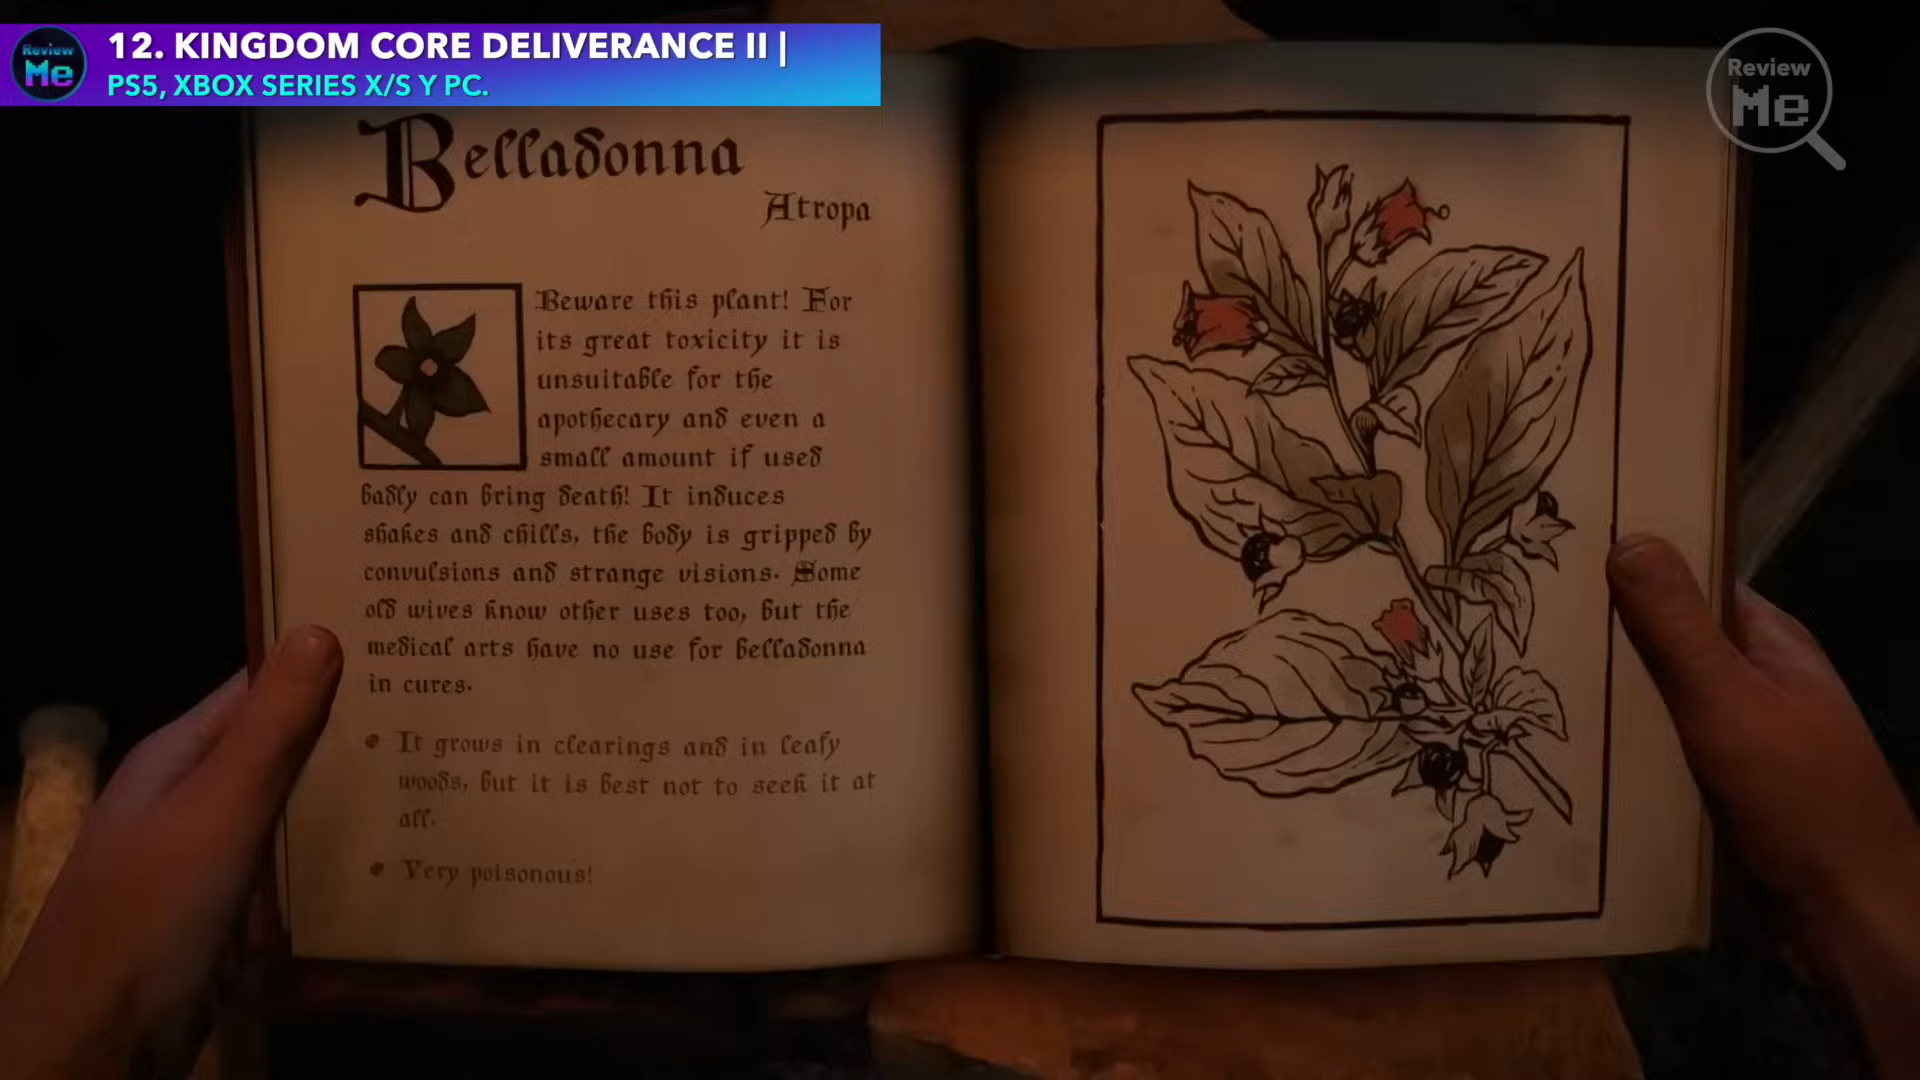 Review
Me
12. KINGDOM CORE DELIVERANCE II |
PS5, XBOX SERIES X/S Y PC.
Review
Me
Belladonna
Atropa
Beware this plant! For
its great toxicity it is
unsuitable for the
apothecary and even a
small amount if used
badly can bring death! It induces
shakes and chills, the body is gripped by
convulsions and strange visions. Some
old wives know other uses too, but the
medical arts have no use for belladonna
in cures.
• It grows in clearings and in leafy
woods, but it is best not to seek it at
all.
• Very poisonous!